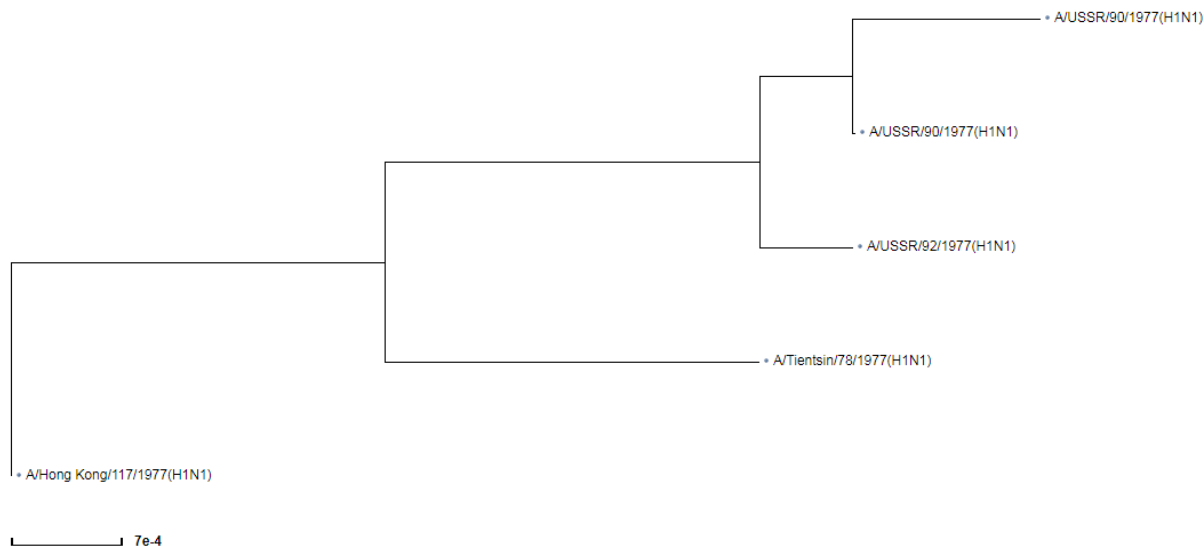 A/USSR/90/1977(H1N1)
A/USSR/90/1977(H1N1)
A/USSR/92/1977(H1N1)
A/Tientsin/78/1977(H1N1)
A/Hong Kong/117/1977(H1N1)
7e-4